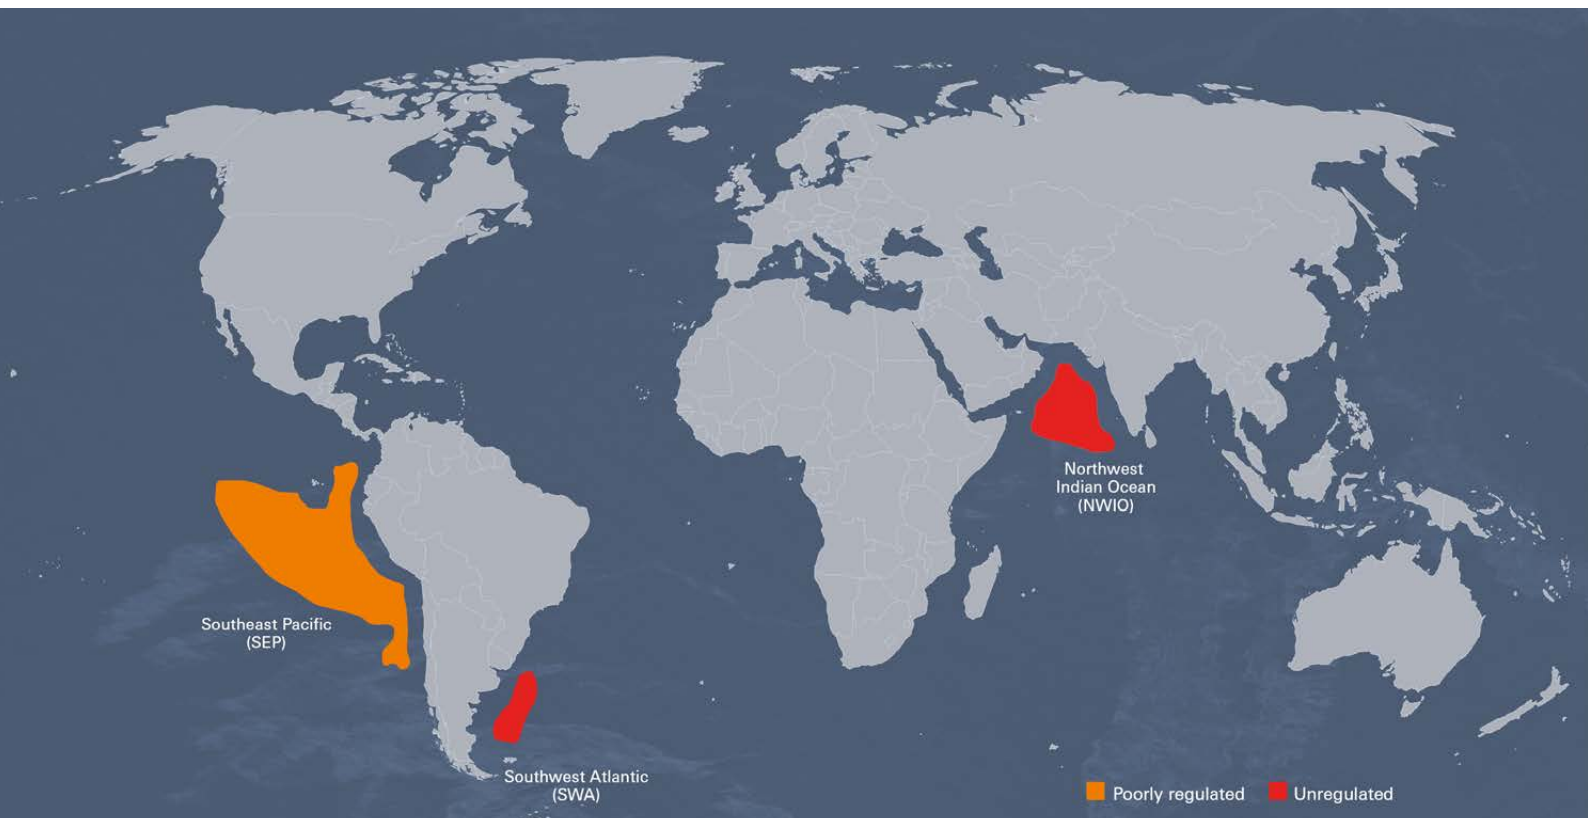 Northwest
Indian Ocean
(NWIO)
Southeast Pacific
(SEP)
Southwest Atlantic
(SWA)
Poorly regulated
Unregulated